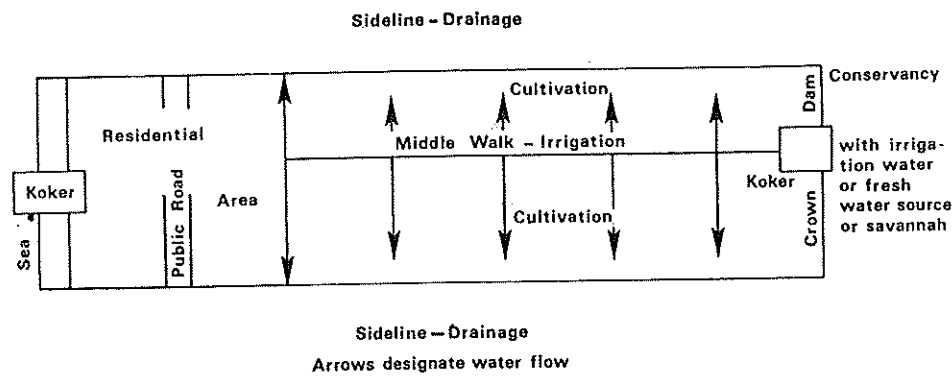 Sideline – Drainage
Conservancy
Cultivation
Dam
Residential
Middle Walk – Irrigation
with irriga-
tion water
or fresh
water source
or savannah
Koker
Koker
Area
Public Road
Cultivation
Crown
Sea
Sideline – Drainage
Arrows designate water flow